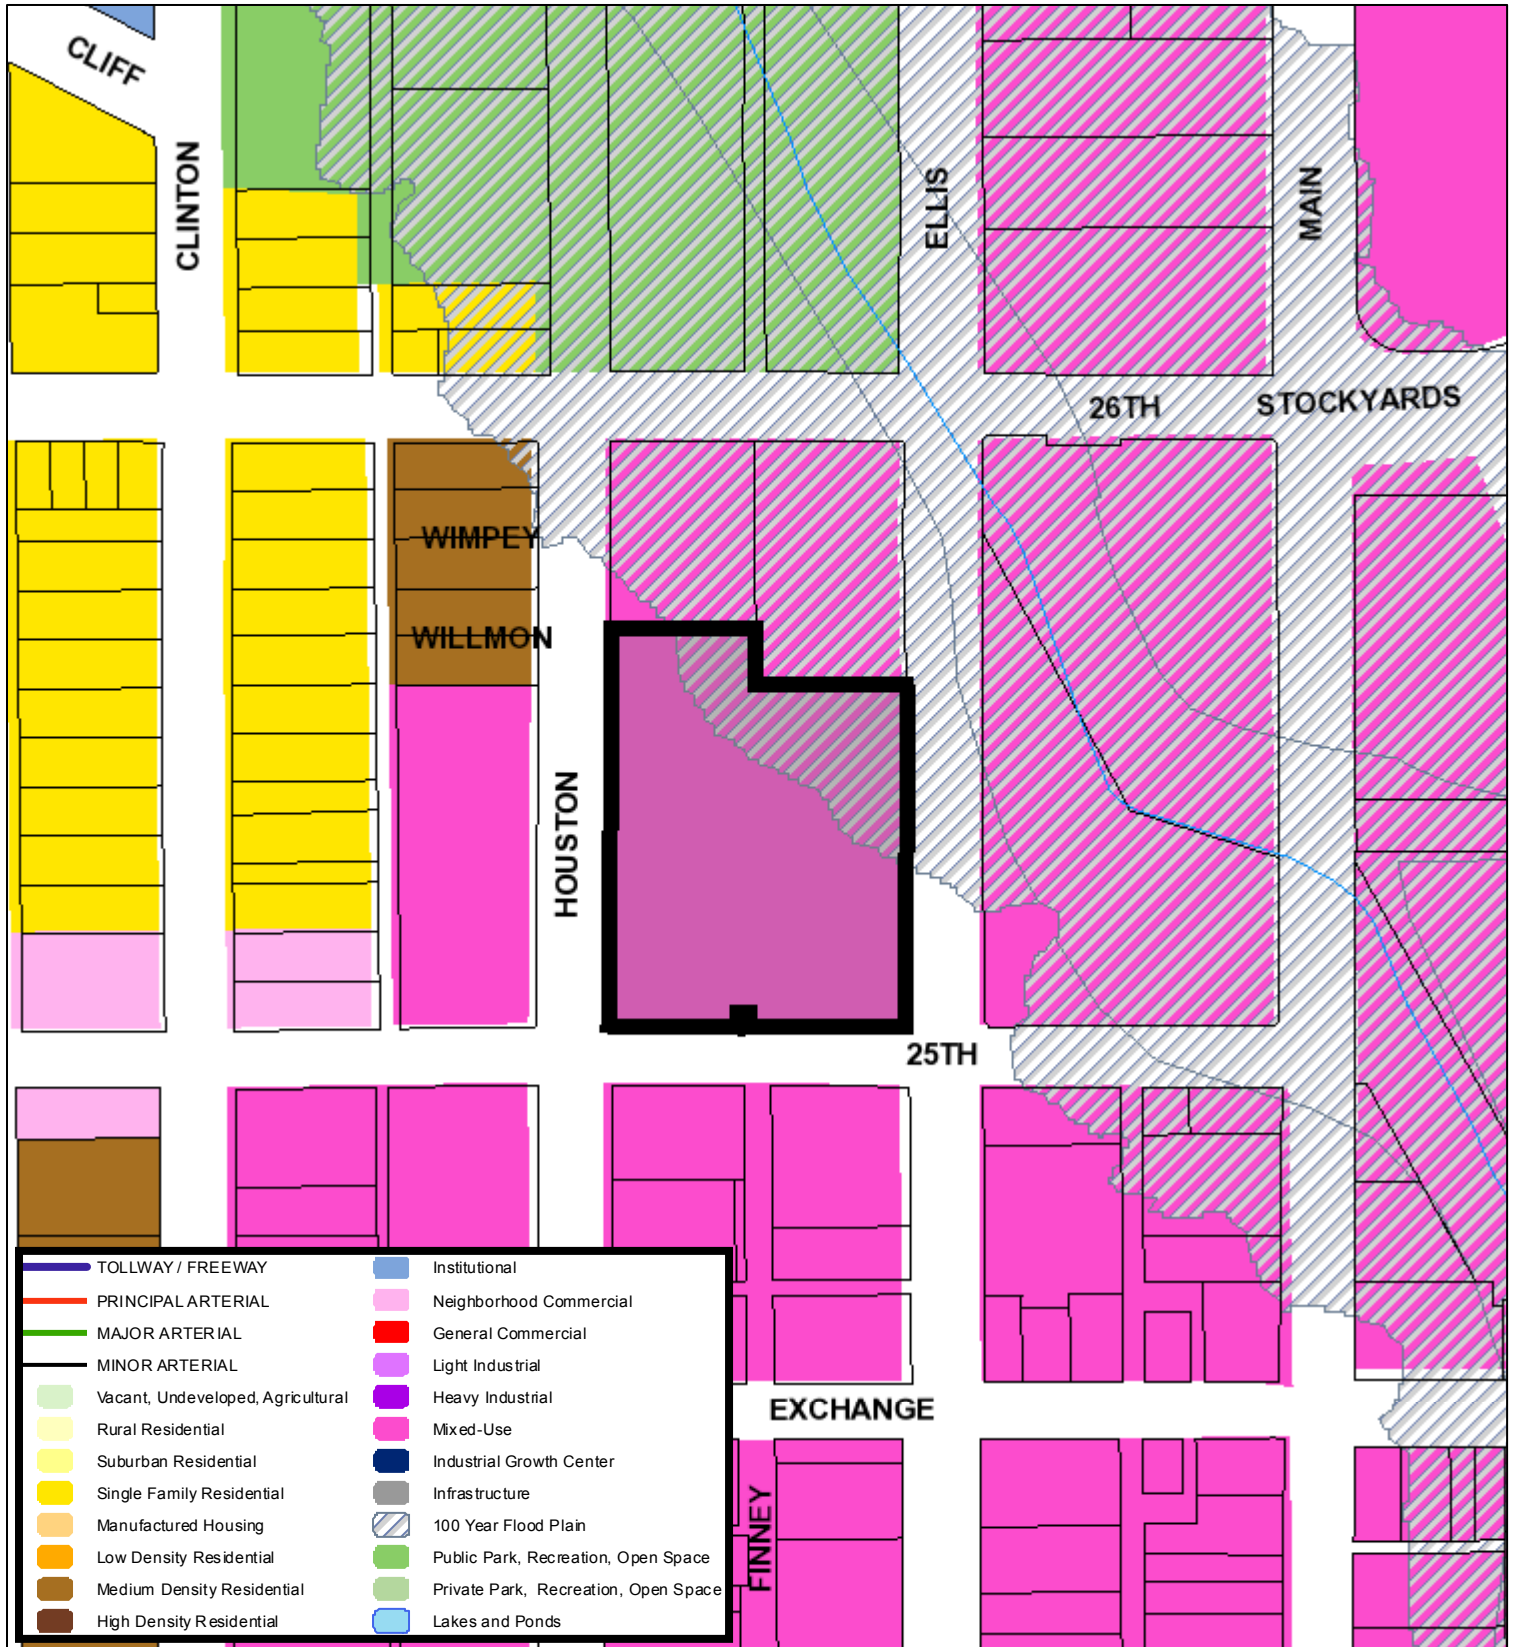 CLIFF
CLINTON
ELLIS
MAIN
26TH
STOCKYARDS
WIMPEY
WILLMON
HOUSTON
25TH
EXCHANGE
FINNEY
TOLLWAY / FREEWAY
PRINCIPAL ARTERIAL
MAJOR ARTERIAL
MINOR ARTERIAL
Vacant, Undeveloped, Agricultural
Rural Residential
Suburban Residential
Single Family Residential
Manufactured Housing
Low Density Residential
Medium Density Residential
High Density Residential
Institutional
Neighborhood Commercial
General Commercial
Light Industrial
Heavy Industrial
Mixed-Use
Industrial Growth Center
Infrastructure
100 Year Flood Plain
Public Park, Recreation, Open Space
Private Park, Recreation, Open Space
Lakes and Ponds